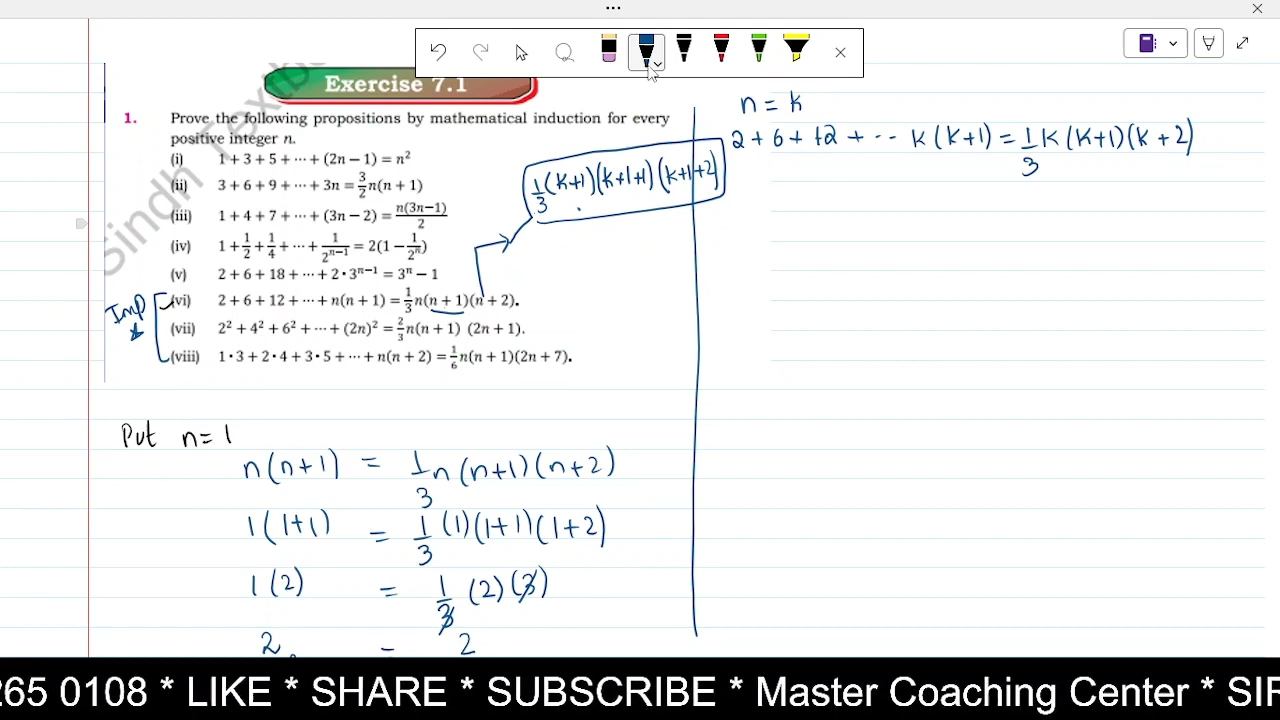 Exercise 7.1
1. Prove the following propositions by mathematical induction for every
positive integer n.
(i) 1 + 3 + 5 + ⋯ + (2n − 1) = n²
(ii) 3 + 6 + 9 + ⋯ + 3n = 3/2 n(n + 1)
(iii) 1 + 4 + 7 + ⋯ + (3n − 2) = n(3n−1)/2
(iv) 1 + 1/2 + 1/4 + ⋯ + 1/2ⁿ⁻¹ = 2(1 − 1/2ⁿ)
(v) 2 + 6 + 18 + ⋯ + 2 • 3ⁿ⁻¹ = 3ⁿ − 1
(vi) 2 + 6 + 12 + ⋯ + n(n + 1) = 1/3 n(n + 1)(n + 2).
(vii) 2² + 4² + 6² + ⋯ + (2n)² = 2/3 n(n + 1) (2n + 1).
(viii) 1 • 3 + 2 • 4 + 3 • 5 + ⋯ + n(n + 2) = 1/6 n(n + 1)(2n + 7).
Imp
Sindh Textbo
1/3 (k+1)(k+1+1)(k+1+2)
Put n = 1
n(n+1) = 1/3 n(n+1)(n+2)
1(1+1) = 1/3 (1)(1+1)(1+2)
1(2) = 1/3 (2)(3)
2 = 2
n = k
2 + 6 + 12 + ⋯ k(k+1) = 1/3 k(k+1)(k+2)
265 0108 * LIKE * SHARE * SUBSCRIBE * Master Coaching Center * SIR